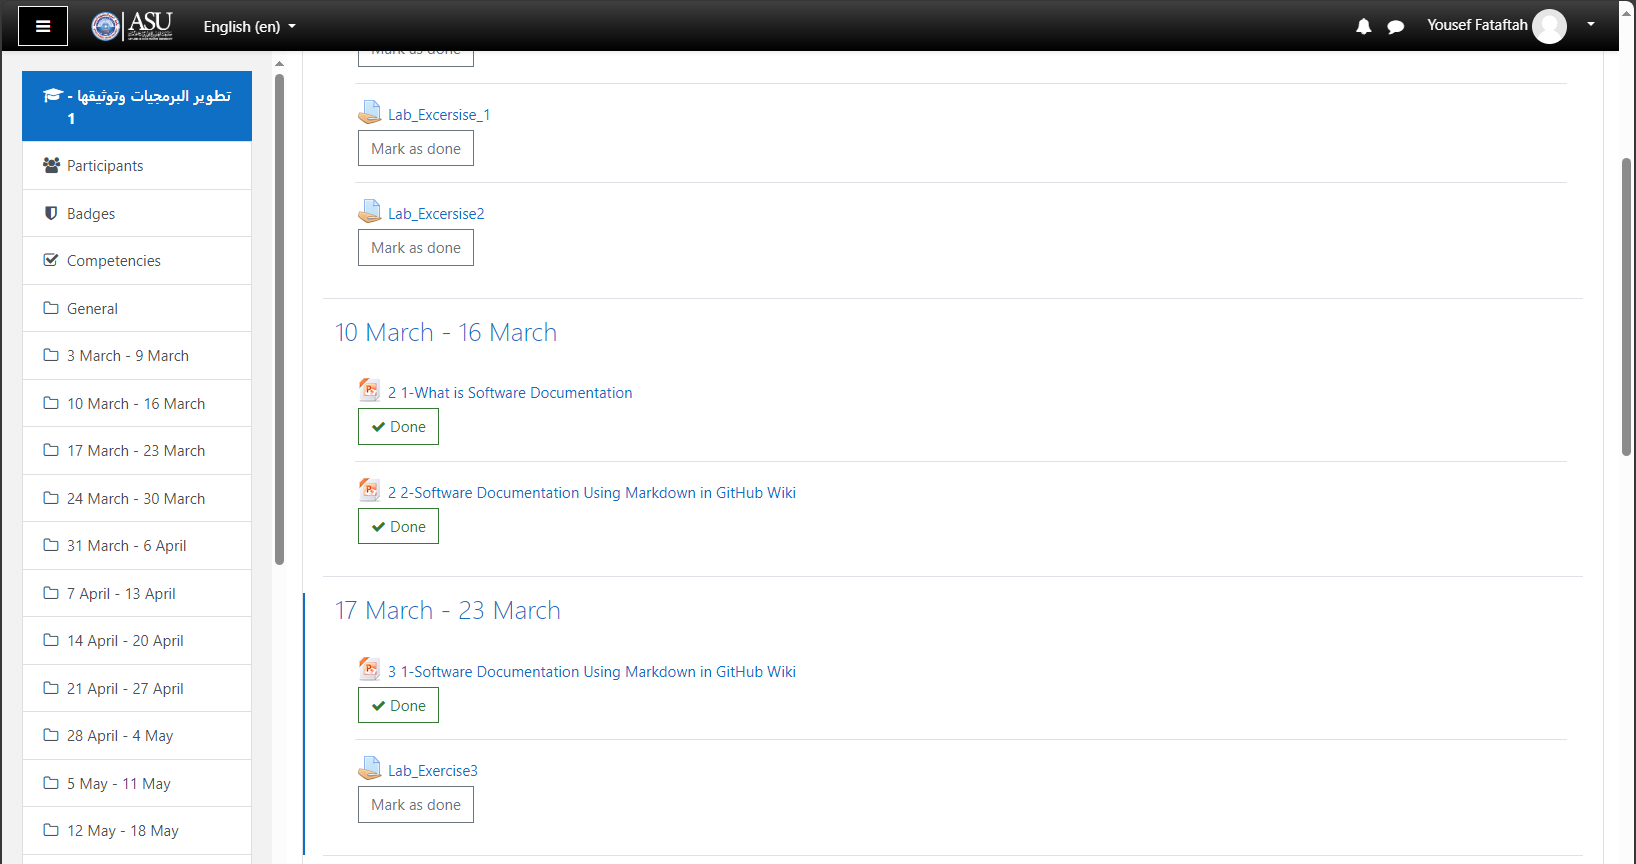 ASU
English (en)
Yousef Fataftah
تطوير البرمجيات وتوثيقها -
1
Participants
Badges
Competencies
General
3 March - 9 March
10 March - 16 March
17 March - 23 March
24 March - 30 March
31 March - 6 April
7 April - 13 April
14 April - 20 April
21 April - 27 April
28 April - 4 May
5 May - 11 May
12 May - 18 May
Mark as done
Lab_Excersise_1
Mark as done
Lab_Excersise2
Mark as done
10 March - 16 March
2 1-What is Software Documentation
Done
2 2-Software Documentation Using Markdown in GitHub Wiki
Done
17 March - 23 March
3 1-Software Documentation Using Markdown in GitHub Wiki
Done
Lab_Exercise3
Mark as done